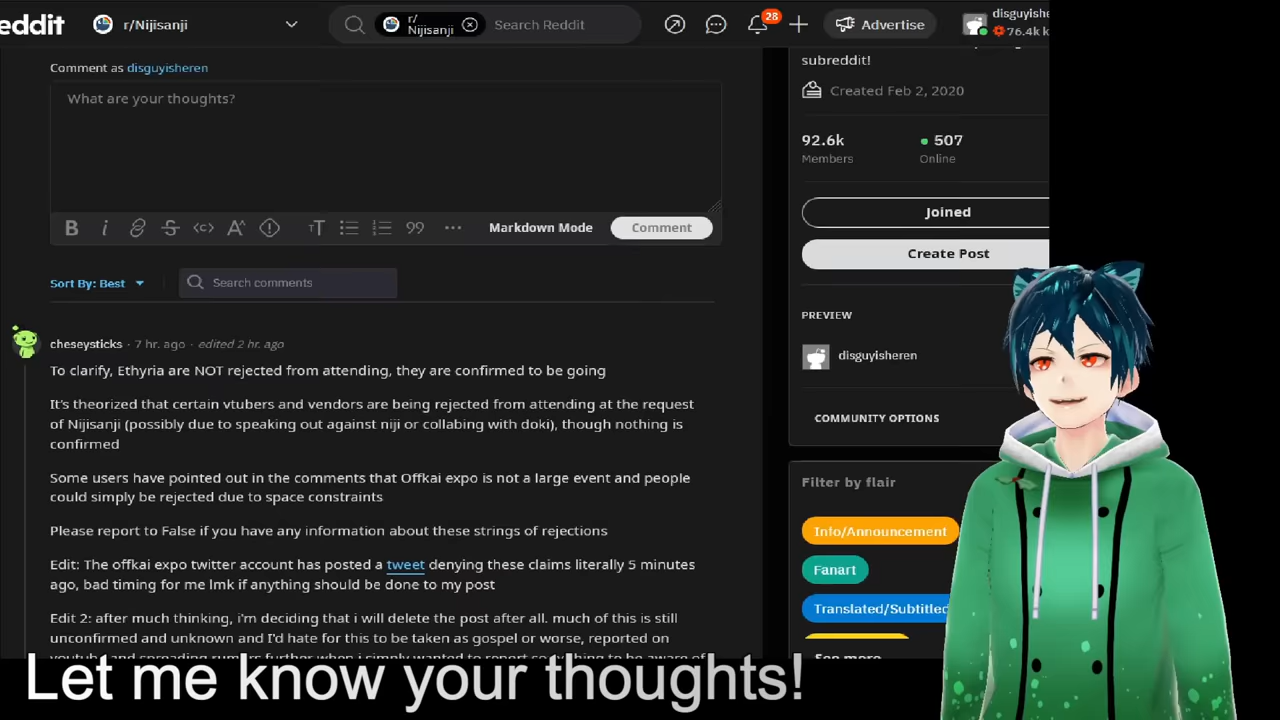 eddit
r/Nijisanji
r/
Nijisanji
Search Reddit
28
Advertise
disguyishe
76.4k k
Comment as disguyisheren
What are your thoughts?
Markdown Mode
Comment
Sort By: Best
Search comments
subreddit!
Created Feb 2, 2020
92.6k
507
Members
Online
Joined
Create Post
PREVIEW
disguyisheren
COMMUNITY OPTIONS
Filter by flair
Info/Announcement
Fanart
Translated/Subtitled
See more
cheseysticks · 7 hr. ago · edited 2 hr. ago
To clarify, Ethyria are NOT rejected from attending, they are confirmed to be going
It's theorized that certain vtubers and vendors are being rejected from attending at the request
of Nijisanji (possibly due to speaking out against niji or collabing with doki), though nothing is
confirmed
Some users have pointed out in the comments that Offkai expo is not a large event and people
could simply be rejected due to space constraints
Please report to False if you have any information about these strings of rejections
Edit: The offkai expo twitter account has posted a tweet denying these claims literally 5 minutes
ago, bad timing for me lmk if anything should be done to my post
Edit 2: after much thinking, i'm deciding that i will delete the post after all. much of this is still
unconfirmed and unknown and I'd hate for this to be taken as gospel or worse, reported on
Let me know your thoughts!